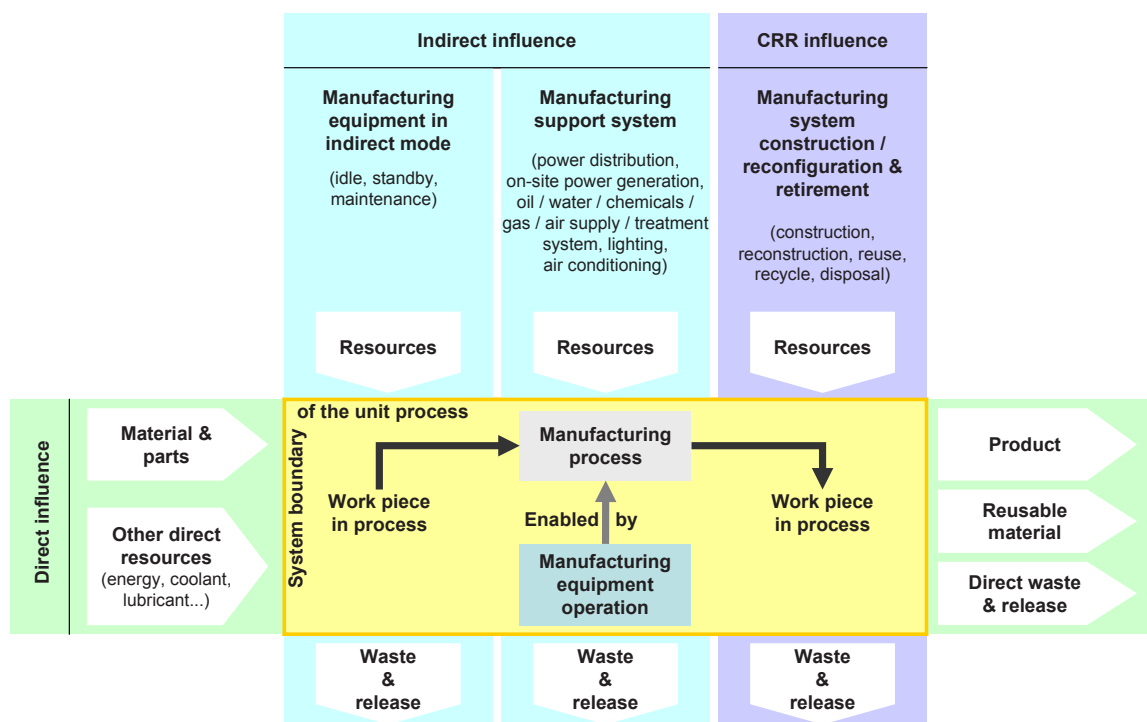 Indirect influence
CRR influence
Manufacturing
equipment in
indirect mode
(idle, standby,
maintenance)
Manufacturing
support system
(power distribution,
on-site power generation,
oil / water / chemicals /
gas / air supply / treatment
system, lighting,
air conditioning)
Manufacturing
system
construction /
reconfiguration &
retirement
(construction,
reconstruction, reuse,
recycle, disposal)
Resources
Resources
Resources
Direct influence
Material &
parts
Other direct
resources
(energy, coolant,
lubricant...)
System boundary
of the unit process
Work piece
in process
Manufacturing
process
Enabled by
Manufacturing
equipment
operation
Work piece
in process
Product
Reusable
material
Direct waste
& release
Waste
&
release
Waste
&
release
Waste
&
release